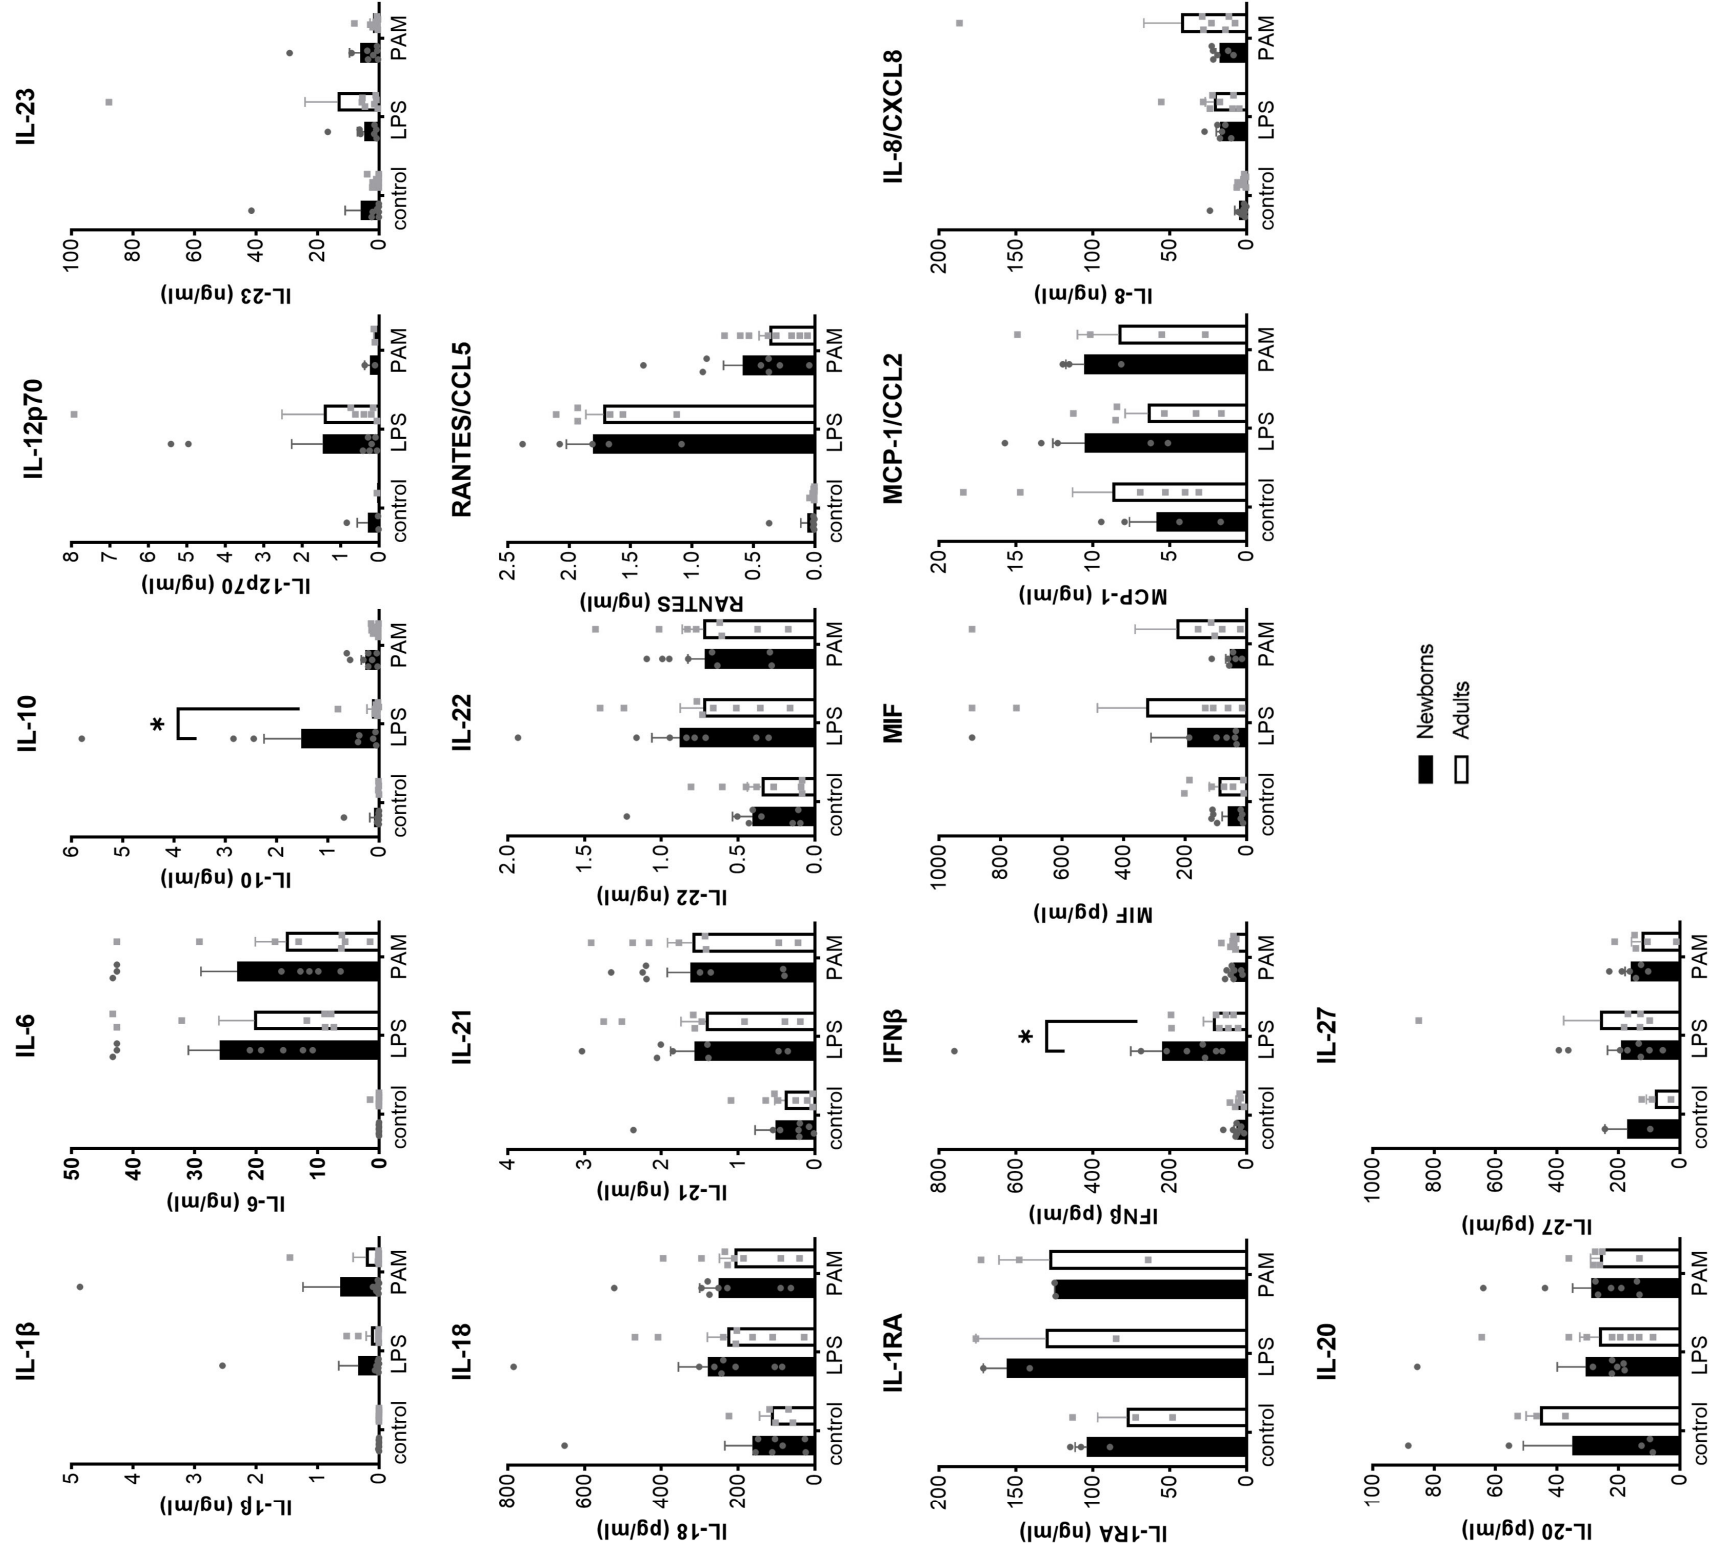 IL-1β
IL-1β (ng/ml)
5
4
3
2
1
0
control LPS PAM
IL-6
IL-6 (ng/ml)
50
40
30
20
10
0
control LPS PAM
IL-10
IL-10 (ng/ml)
6
5
4
3
2
1
0
*
control LPS PAM
IL-12p70
IL-12p70 (ng/ml)
8
7
6
5
4
3
2
1
0
control LPS PAM
IL-23
IL-23 (ng/ml)
100
80
60
40
20
0
control LPS PAM
IL-18
IL-18 (pg/ml)
800
600
400
200
0
control LPS PAM
IL-21
IL-21 (ng/ml)
4
3
2
1
0
control LPS PAM
IL-22
IL-22 (ng/ml)
2.0
1.5
1.0
0.5
0.0
control LPS PAM
RANTES/CCL5
RANTES (ng/ml)
2.5
2.0
1.5
1.0
0.5
0.0
control LPS PAM
IL-1RA
IL-1RA (ng/ml)
200
150
100
50
0
control LPS PAM
IFNβ
IFNβ (pg/ml)
800
600
400
200
0
*
control LPS PAM
MIF
MIF (pg/ml)
1000
800
600
400
200
0
control LPS PAM
MCP-1/CCL2
MCP-1 (ng/ml)
20
15
10
5
0
control LPS PAM
IL-8/CXCL8
IL-8 (ng/ml)
200
150
100
50
0
control LPS PAM
IL-20
IL-20 (pg/ml)
100
80
60
40
20
0
control LPS PAM
IL-27
IL-27 (pg/ml)
1000
800
600
400
200
0
control LPS PAM
Newborns
Adults